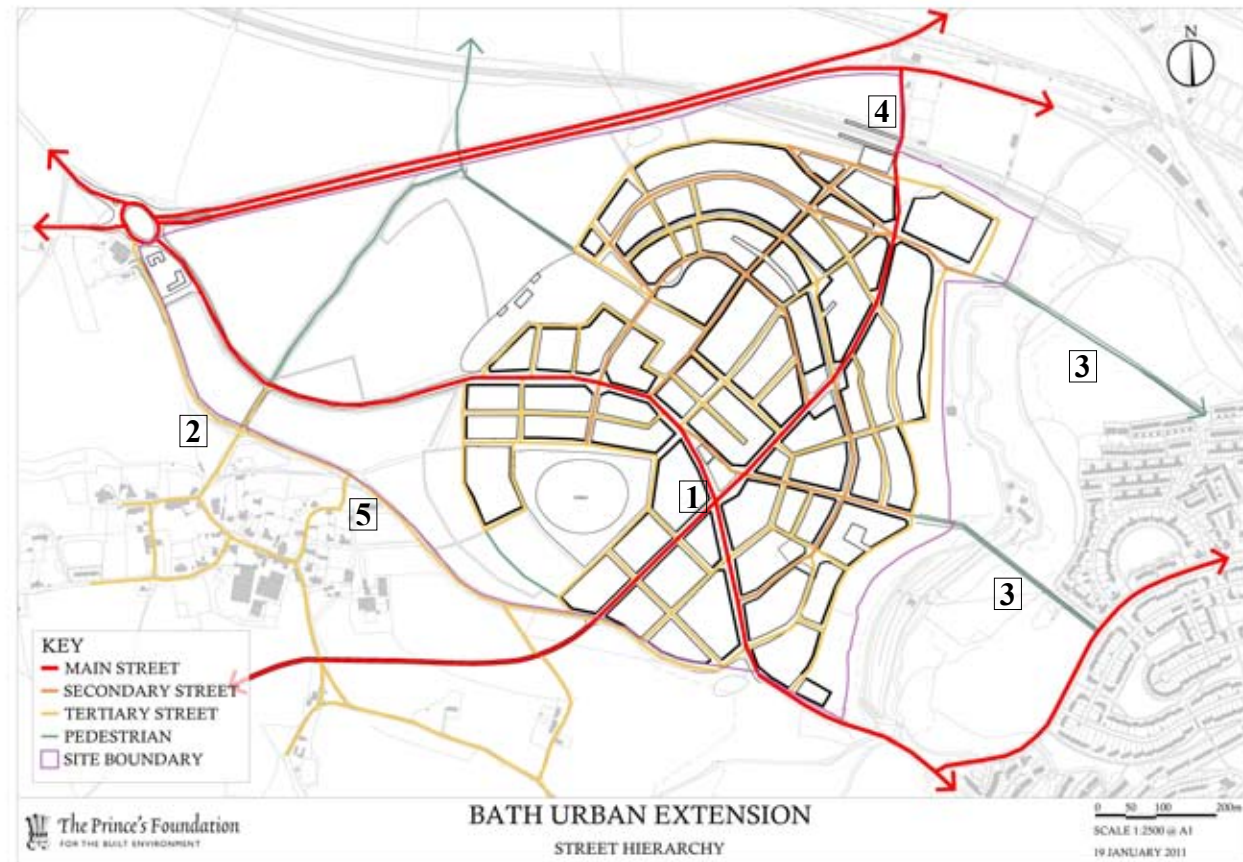 N
4
3
2
1
5
3
KEY
MAIN STREET
SECONDARY STREET
TERTIARY STREET
PEDESTRIAN
SITE BOUNDARY
The Prince's Foundation
FOR THE BUILT ENVIRONMENT
BATH URBAN EXTENSION
STREET HIERARCHY
0 50 100 200m
SCALE 1:2500 @ A1
19 JANUARY 2011